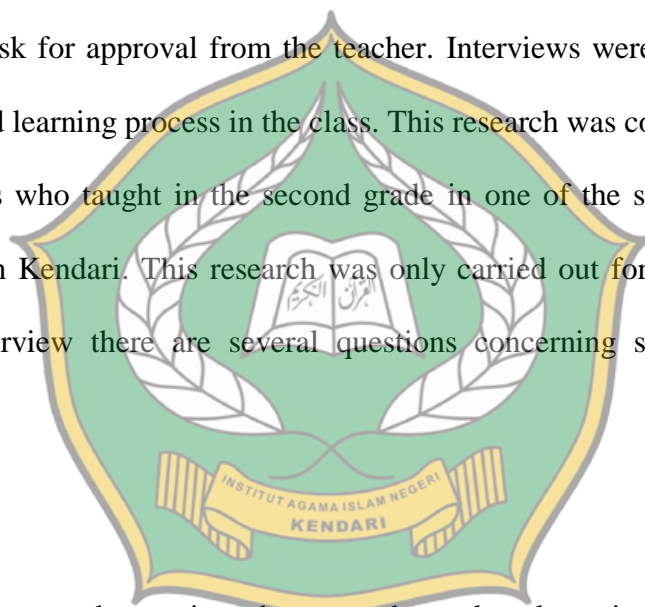 sk for approval from the teacher. Interviews were
learning process in the class. This research was co
who taught in the second grade in one of the s
Kendari. This research was only carried out for
rview there are several questions concerning s
القرآن الكريم
INSTITUT AGAMA ISLAM NEGERI
KENDARI